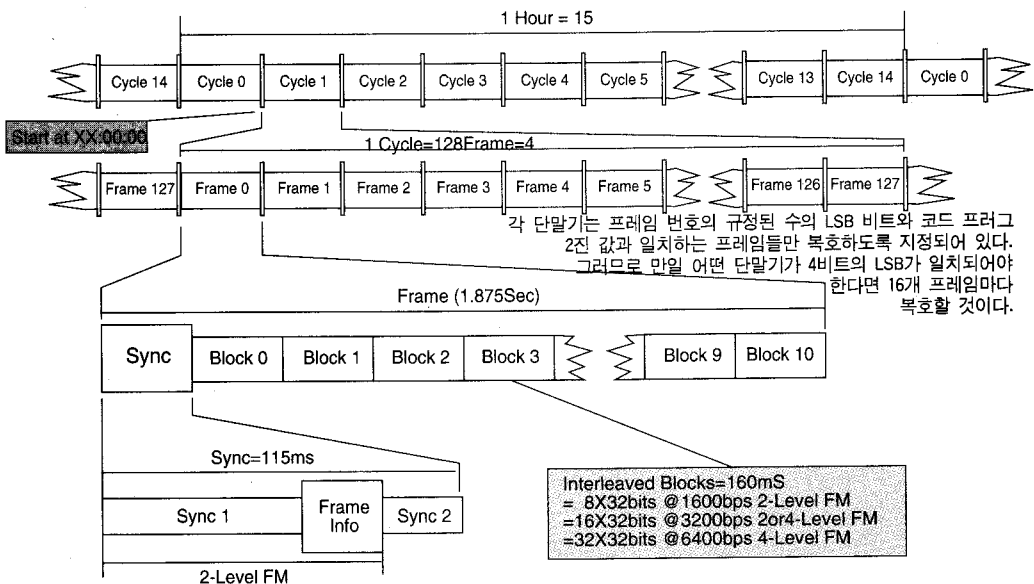 1 Hour = 15
Cycle 14 Cycle 0 Cycle 1 Cycle 2 Cycle 3 Cycle 4 Cycle 5 Cycle 13 Cycle 14 Cycle 0
Start at XX:00:00
1 Cycle=128Frame=4
Frame 127 Frame 0 Frame 1 Frame 2 Frame 3 Frame 4 Frame 5 Frame 126 Frame 127
각 단말기는 프레임 번호의 규정된 수의 LSB 비트와 코드 프러그
2진 값과 일치하는 프레임들만 복호하도록 지정되어 있다.
그러므로 만일 어떤 단말기가 4비트의 LSB가 일치되어야
한다면 16개 프레임마다
복호할 것이다.
Frame (1.875Sec)
Sync Block 0 Block 1 Block 2 Block 3 Block 9 Block 10
Sync=115ms
Sync 1 Frame Info Sync 2
2-Level FM
Interleaved Blocks=160mS
= 8X32bits @1600bps 2-Level FM
=16X32bits @3200bps 2or4-Level FM
=32X32bits @6400bps 4-Level FM